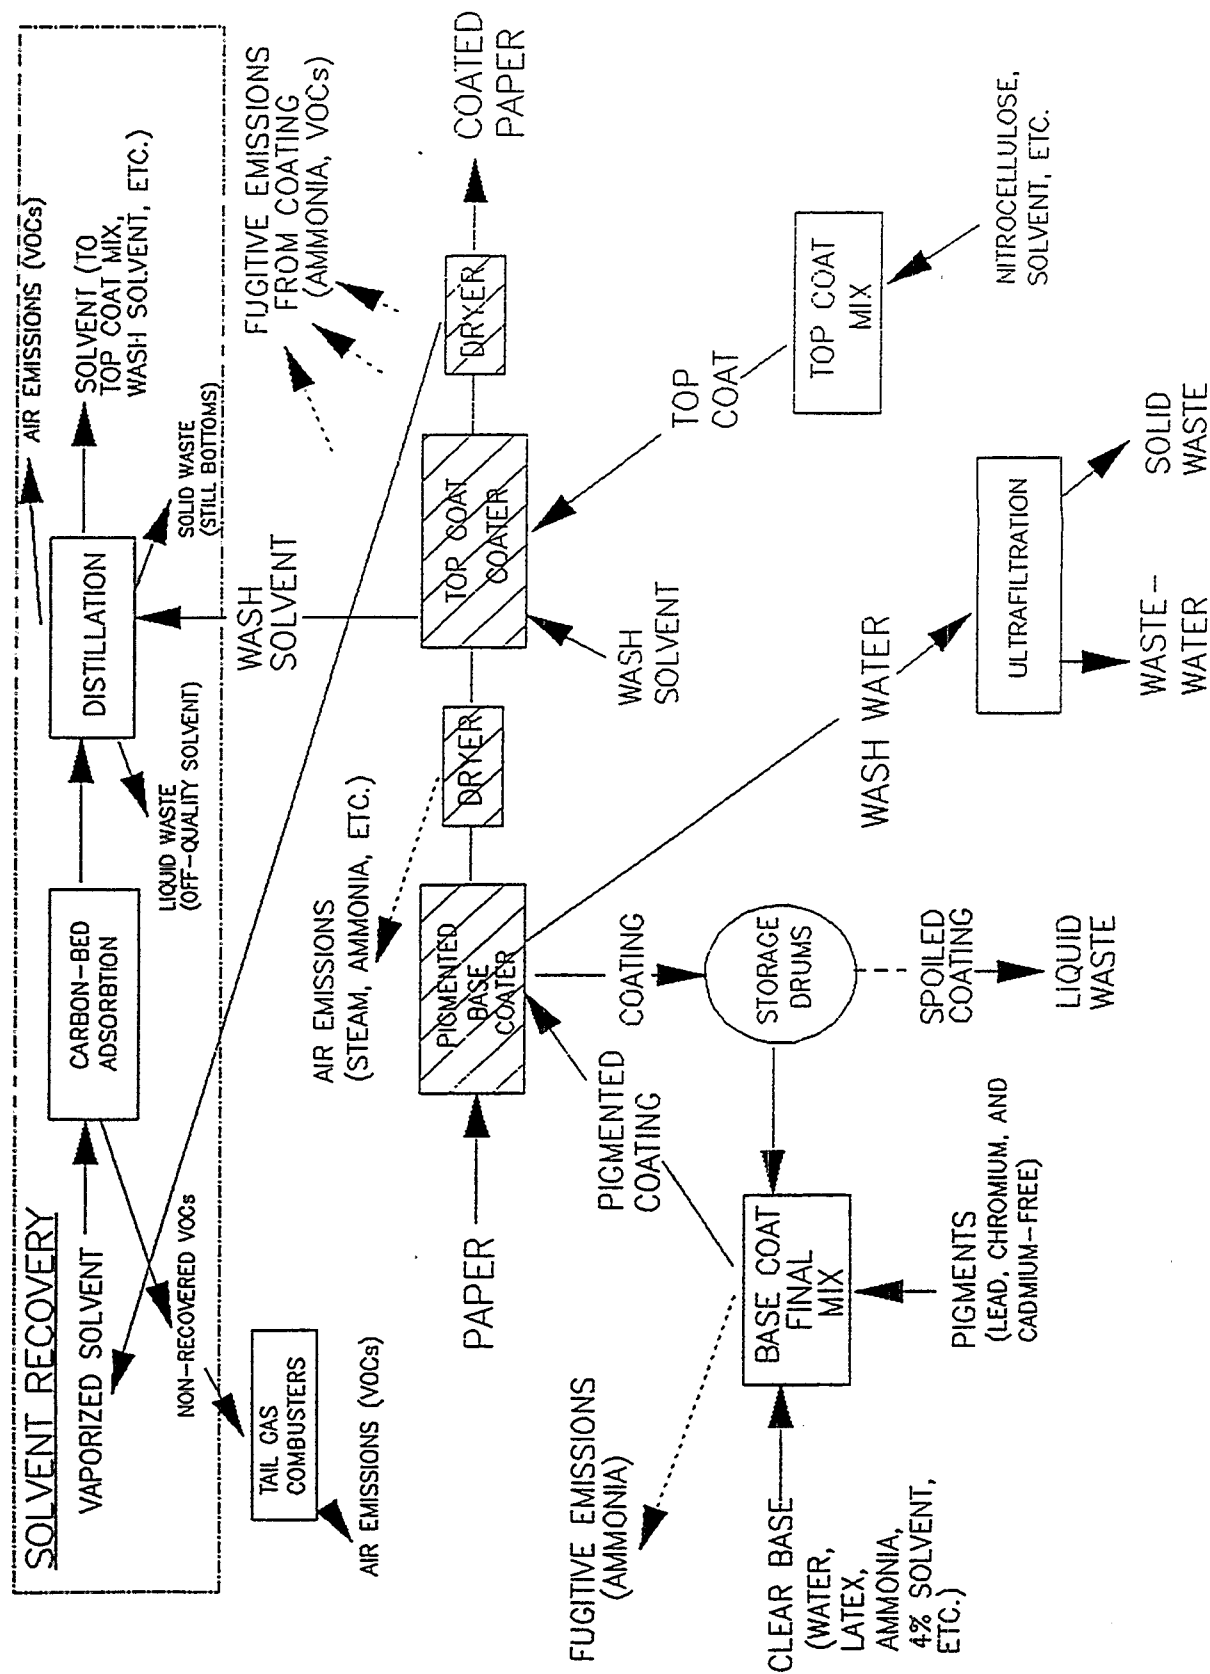 SOLVENT RECOVERY
VAPORIZED SOLVENT
CARBON-BED
ADSORBTION
DISTILLATION
AIR EMISSIONS (VOCs)
SOLVENT (TO
TOP COAT MIX,
WASH SOLVENT, ETC.)
SOLID WASTE
(STILL BOTTOMS)
LIQUID WASTE
(OFF-QUALITY SOLVENT)
NON-RECOVERED VOCs
TAIL GAS
COMBUSTERS
AIR EMISSIONS (VOCs)
WASH
SOLVENT
FUGITIVE EMISSIONS
FROM COATING
(AMMONIA, VOCs)
AIR EMISSIONS
(STEAM, AMMONIA, ETC.)
PAPER
PIGMENTED
BASE
COATER
DRYER
TOP COAT
COATER
DRYER
COATED
PAPER
PIGMENTED
COATING
COATING
WASH
SOLVENT
TOP
COAT
FUGITIVE EMISSIONS
(AMMONIA)
CLEAR BASE
(WATER,
LATEX,
AMMONIA,
4% SOLVENT,
ETC.)
BASE COAT
FINAL
MIX
STORAGE
DRUMS
WASH WATER
TOP COAT
MIX
PIGMENTS
(LEAD, CHROMIUM, AND
CADMIUM-FREE)
SPOILED
COATING
LIQUID
WASTE
ULTRAFILTRATION
WASTE-
WATER
SOLID
WASTE
NITROCELLULOSE,
SOLVENT, ETC.